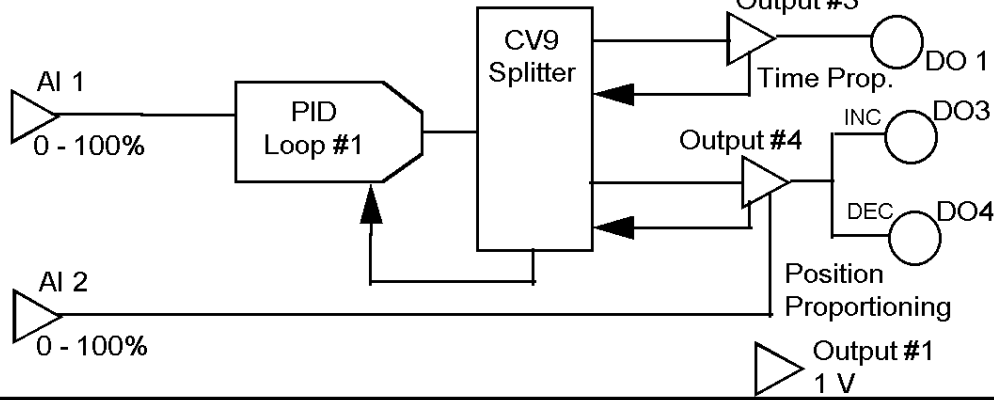 Output #3
CV9
Splitter
DO 1
AI 1
Time Prop.
PID
Loop #1
INC
DO3
0 - 100%
Output #4
DEC
DO4
AI 2
Position
Proportioning
0 - 100%
Output #1
1 V